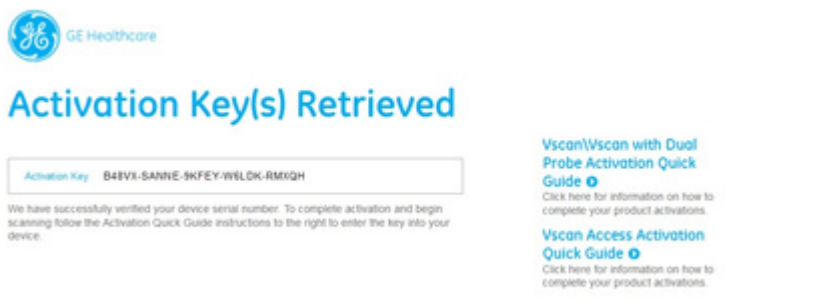 GE Healthcare
Activation Key(s) Retrieved
Activation Key B48VX-SANNE-9KFEY-W6LDK-RMXQH
We have successfully verified your device serial number. To complete activation and begin
scanning follow the Activation Quick Guide instructions to the right to enter the key into your
device.
Vscan\Vscan with Dual
Probe Activation Quick
Guide
Click here for information on how to
complete your product activations.
Vscan Access Activation
Quick Guide
Click here for information on how to
complete your product activations.